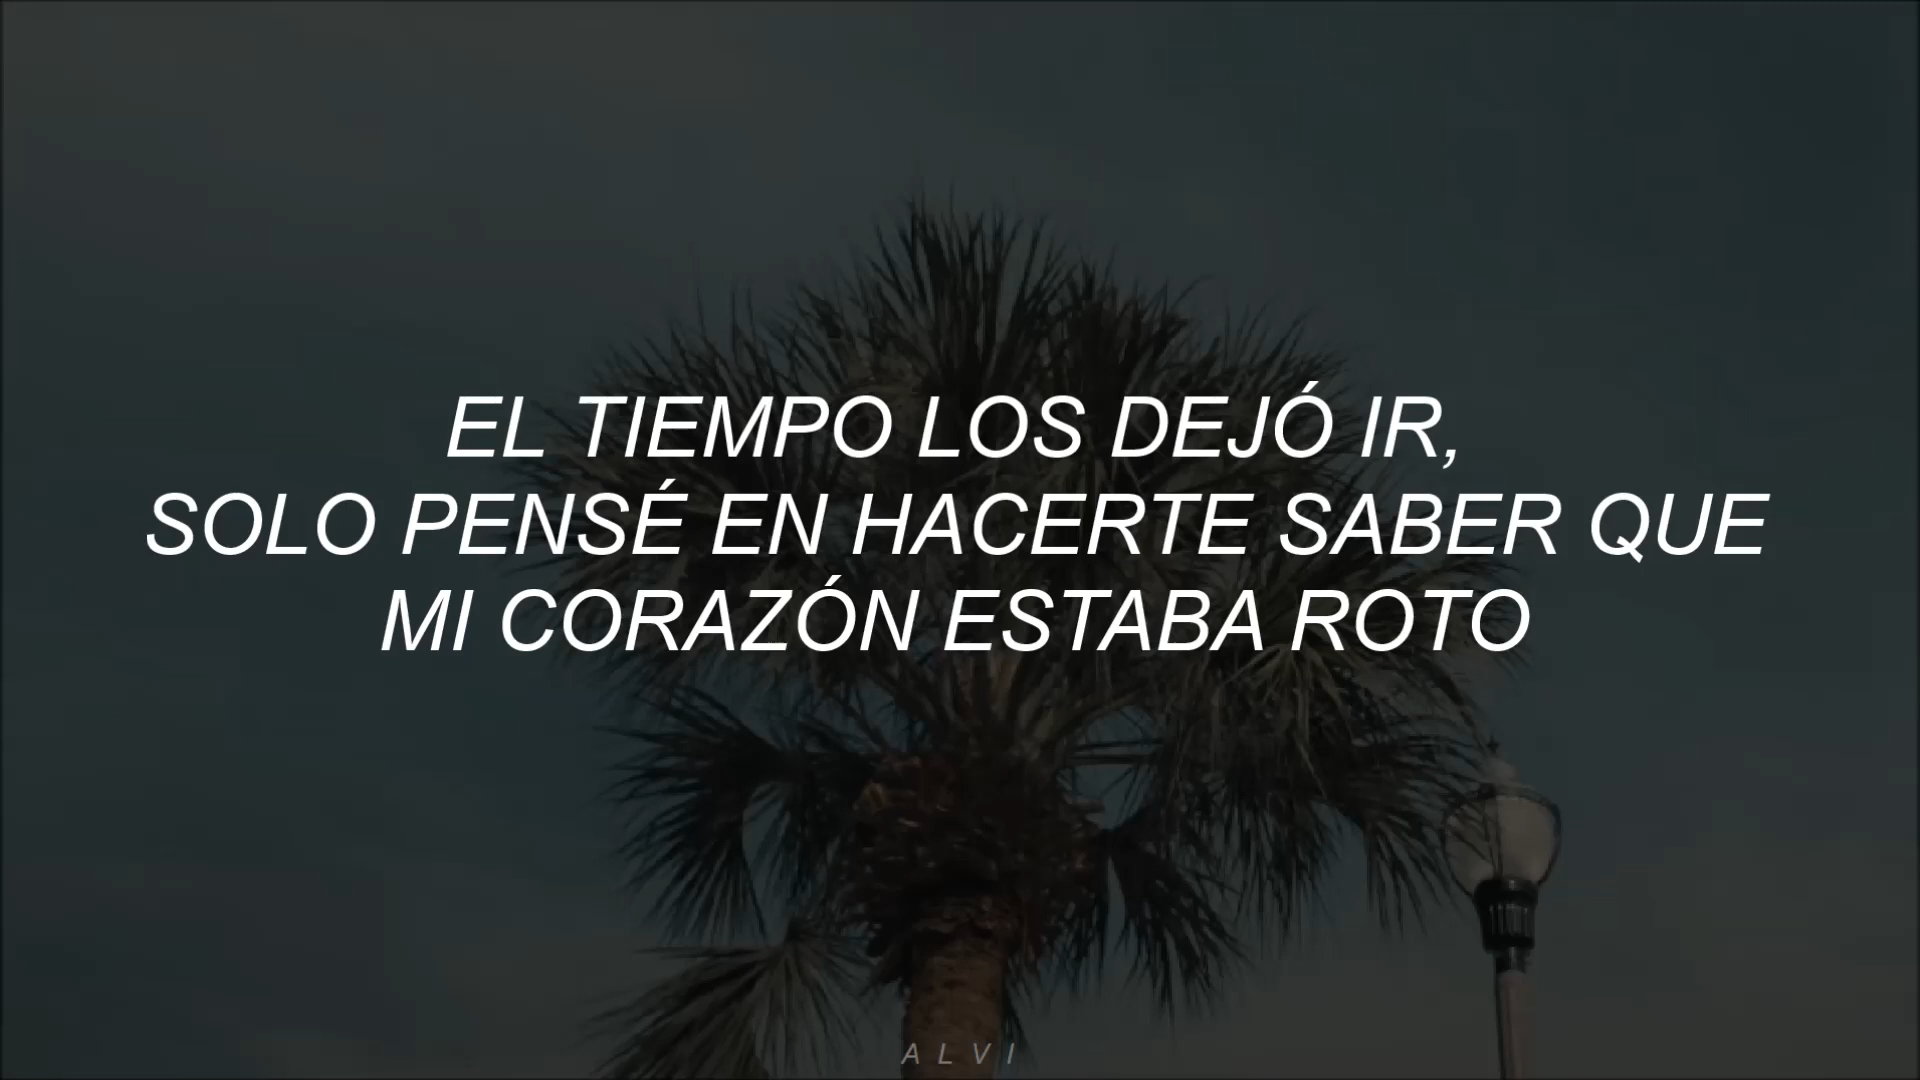 EL TIEMPO LOS DEJÓ IR,
SOLO PENSÉ EN HACERTE SABER QUE
MI CORAZÓN ESTABA ROTO
ALVI